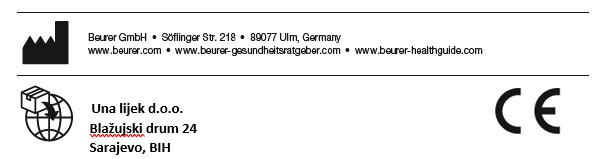 Beurer GmbH • Söflinger Str. 218 • 89077 Ulm, Germany
www.beurer.com • www.beurer-gesundheitsratgeber.com • www.beurer-healthguide.com
Una lijek d.o.o.
Blažujski drum 24
Sarajevo, BIH
CE